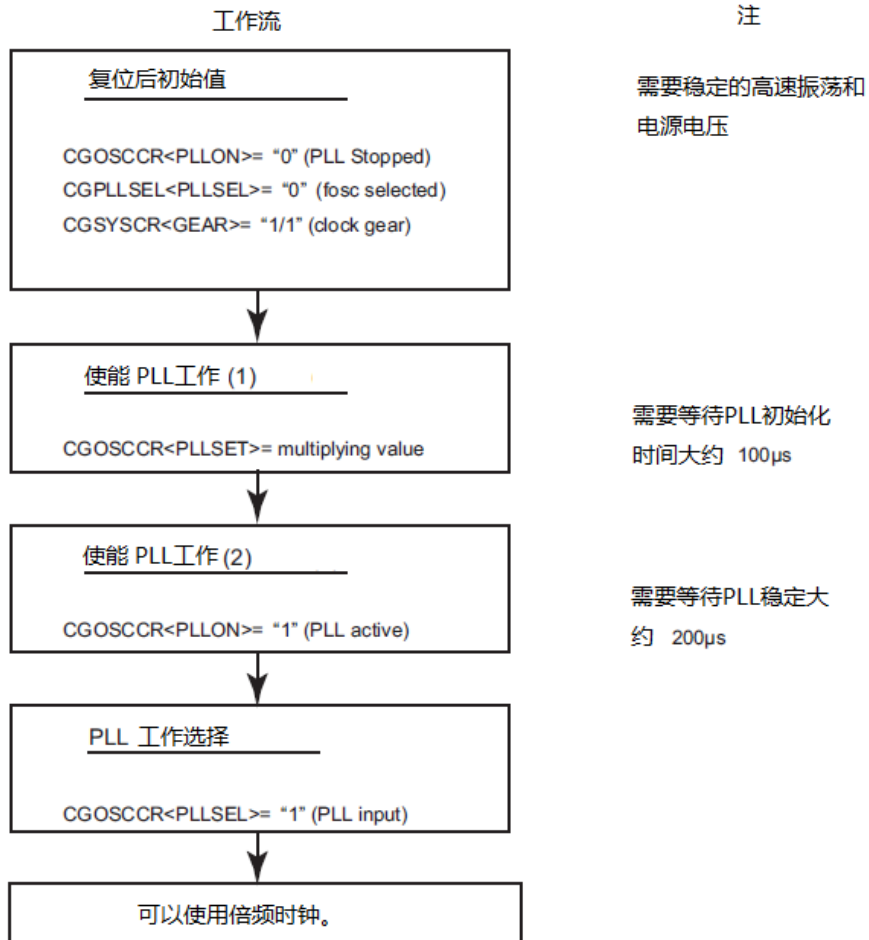 工作流
注
复位后初始值
需要稳定的高速振荡和
电源电压
CGOSCCR<PLLON>= “0” (PLL Stopped)
CGPLLSEL<PLLSEL>= “0” (fosc selected)
CGSYSCR<GEAR>= “1/1” (clock gear)
使能 PLL工作 (1)
CGOSCCR<PLLSET>= multiplying value
需要等待PLL初始化
时间大约 100μs
使能 PLL工作 (2)
CGOSCCR<PLLON>= “1” (PLL active)
需要等待PLL稳定大
约 200μs
PLL 工作选择
CGOSCCR<PLLSEL>= “1” (PLL input)
可以使用倍频时钟。